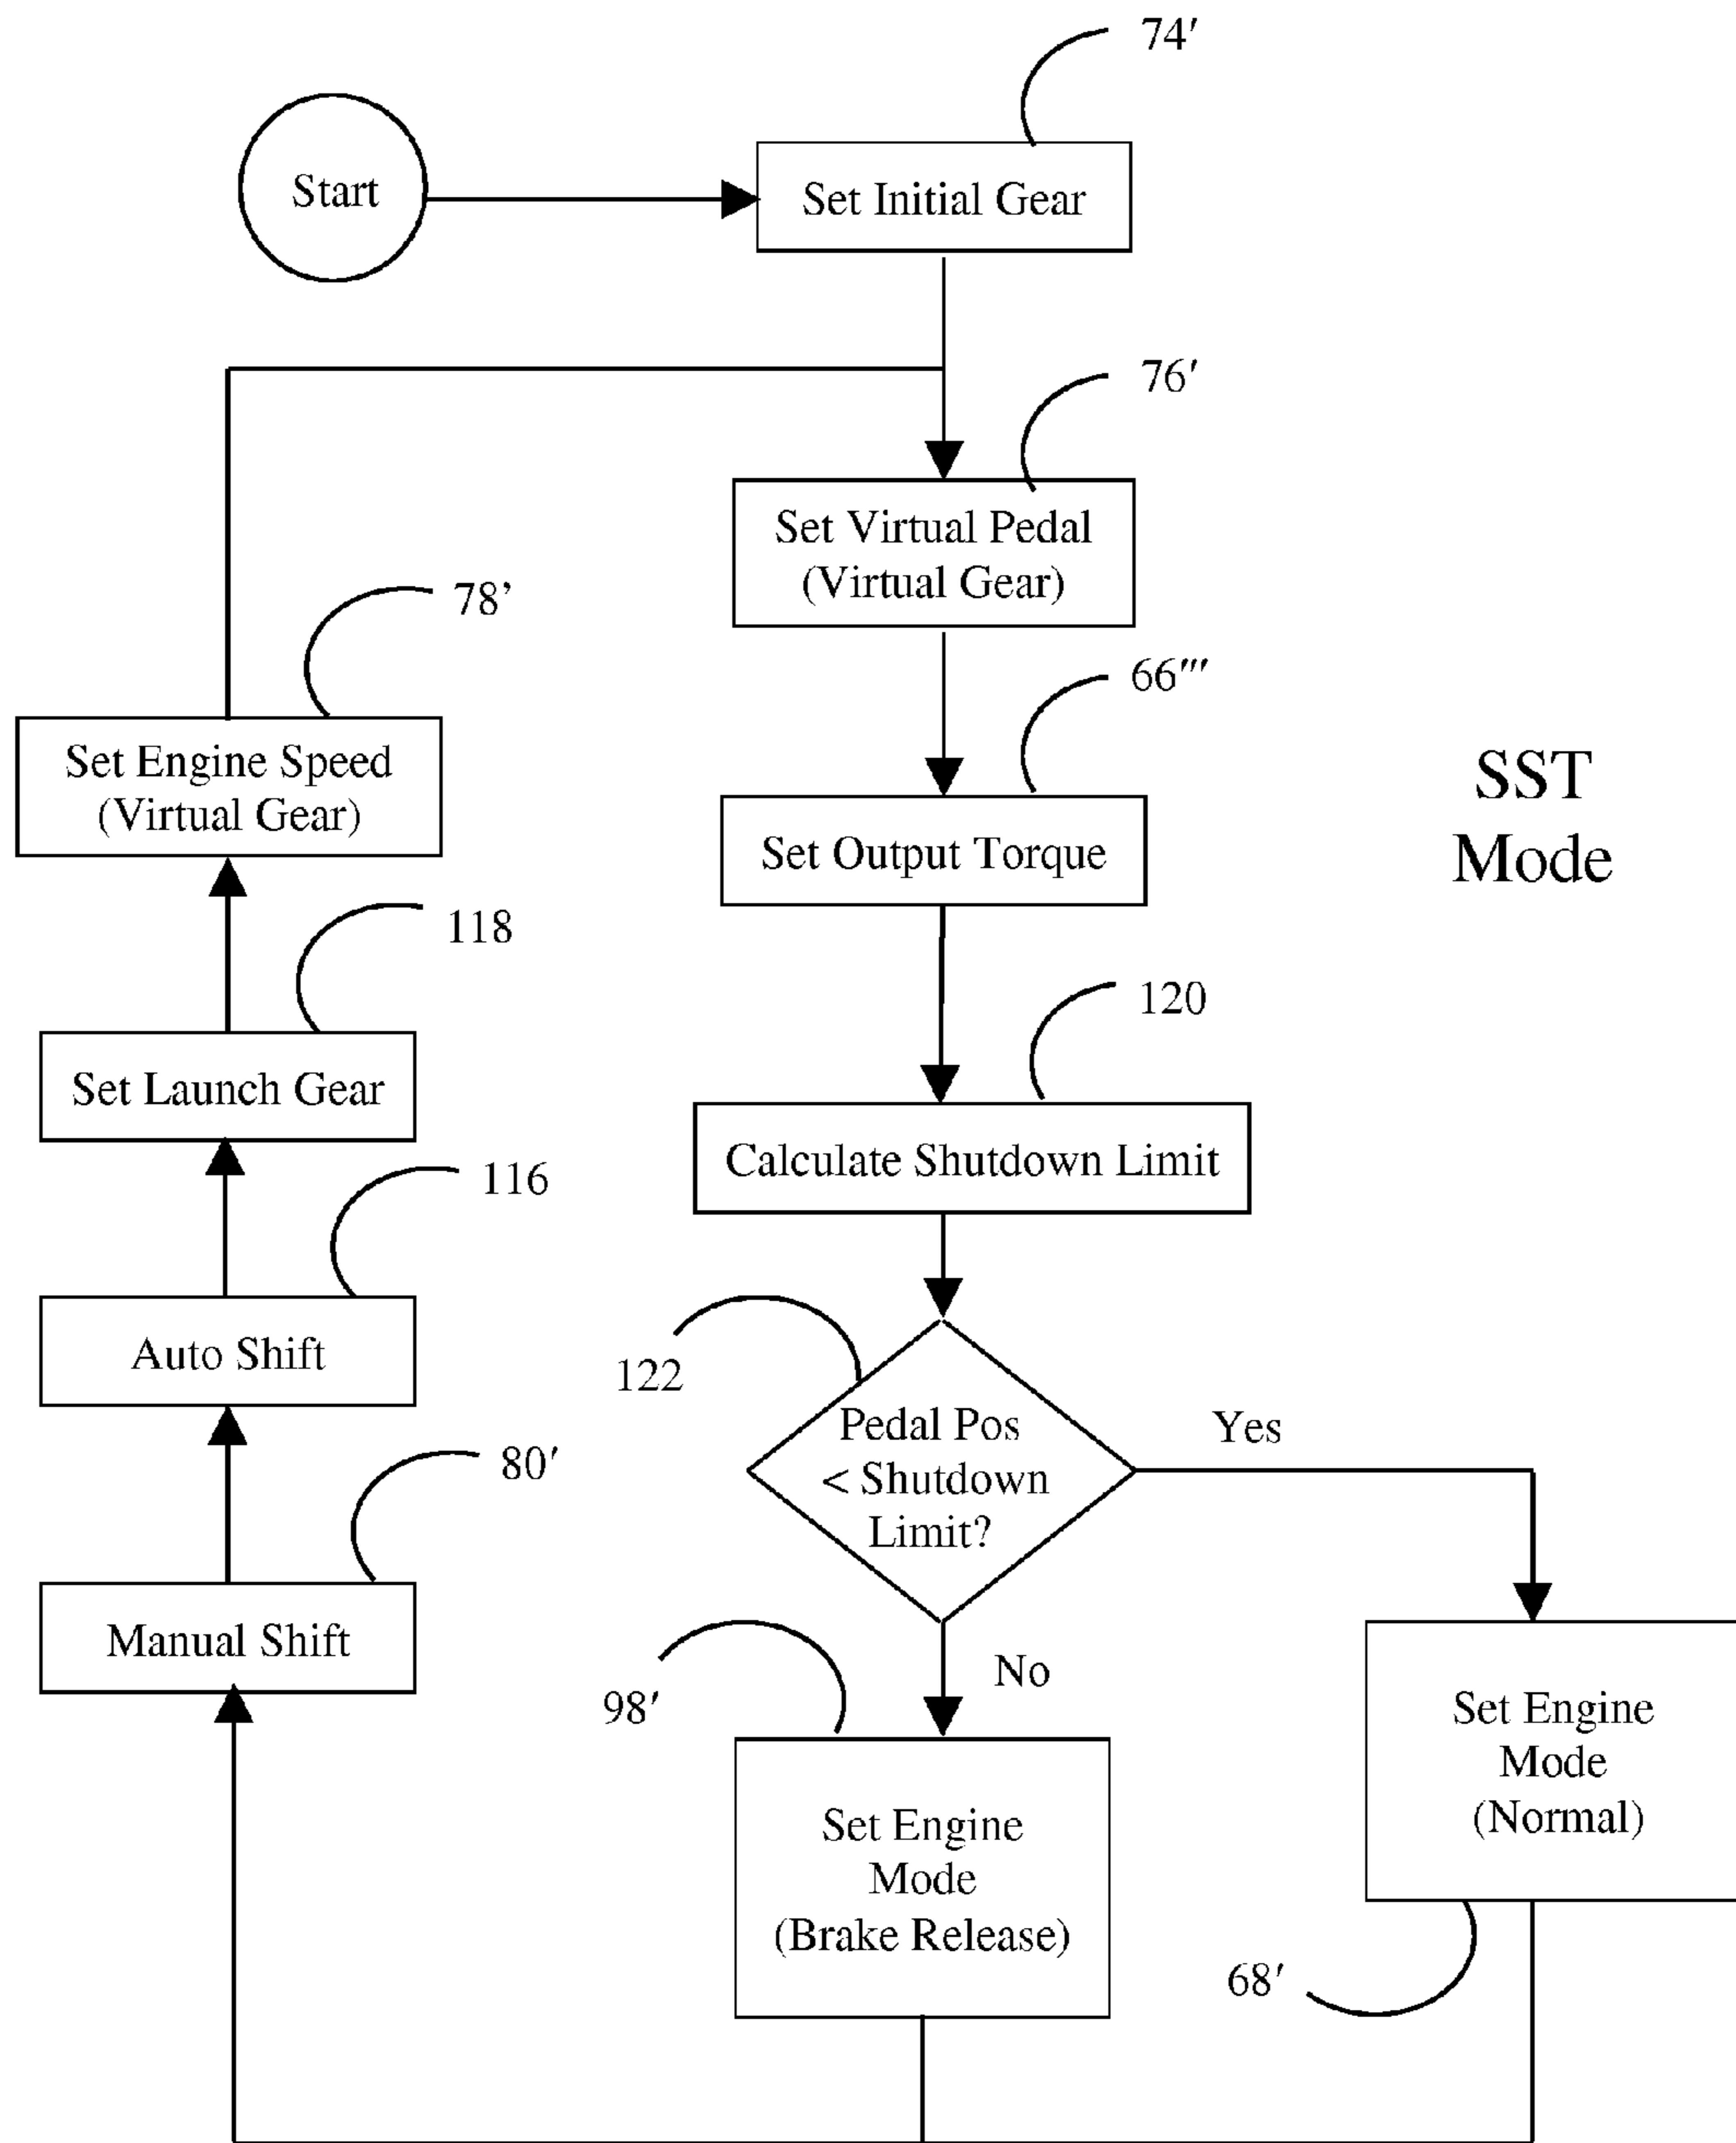 74′
Start
Set Initial Gear
76′
Set Virtual Pedal
(Virtual Gear)
78’
66′′′
Set Engine Speed
(Virtual Gear)
Set Output Torque
SST
Mode
118
120
Set Launch Gear
Calculate Shutdown Limit
116
Auto Shift
122
Pedal Pos
< Shutdown
Limit?
Yes
80′
Manual Shift
No
98′
Set Engine
Mode
(Normal)
Set Engine
Mode
(Brake Release)
68′